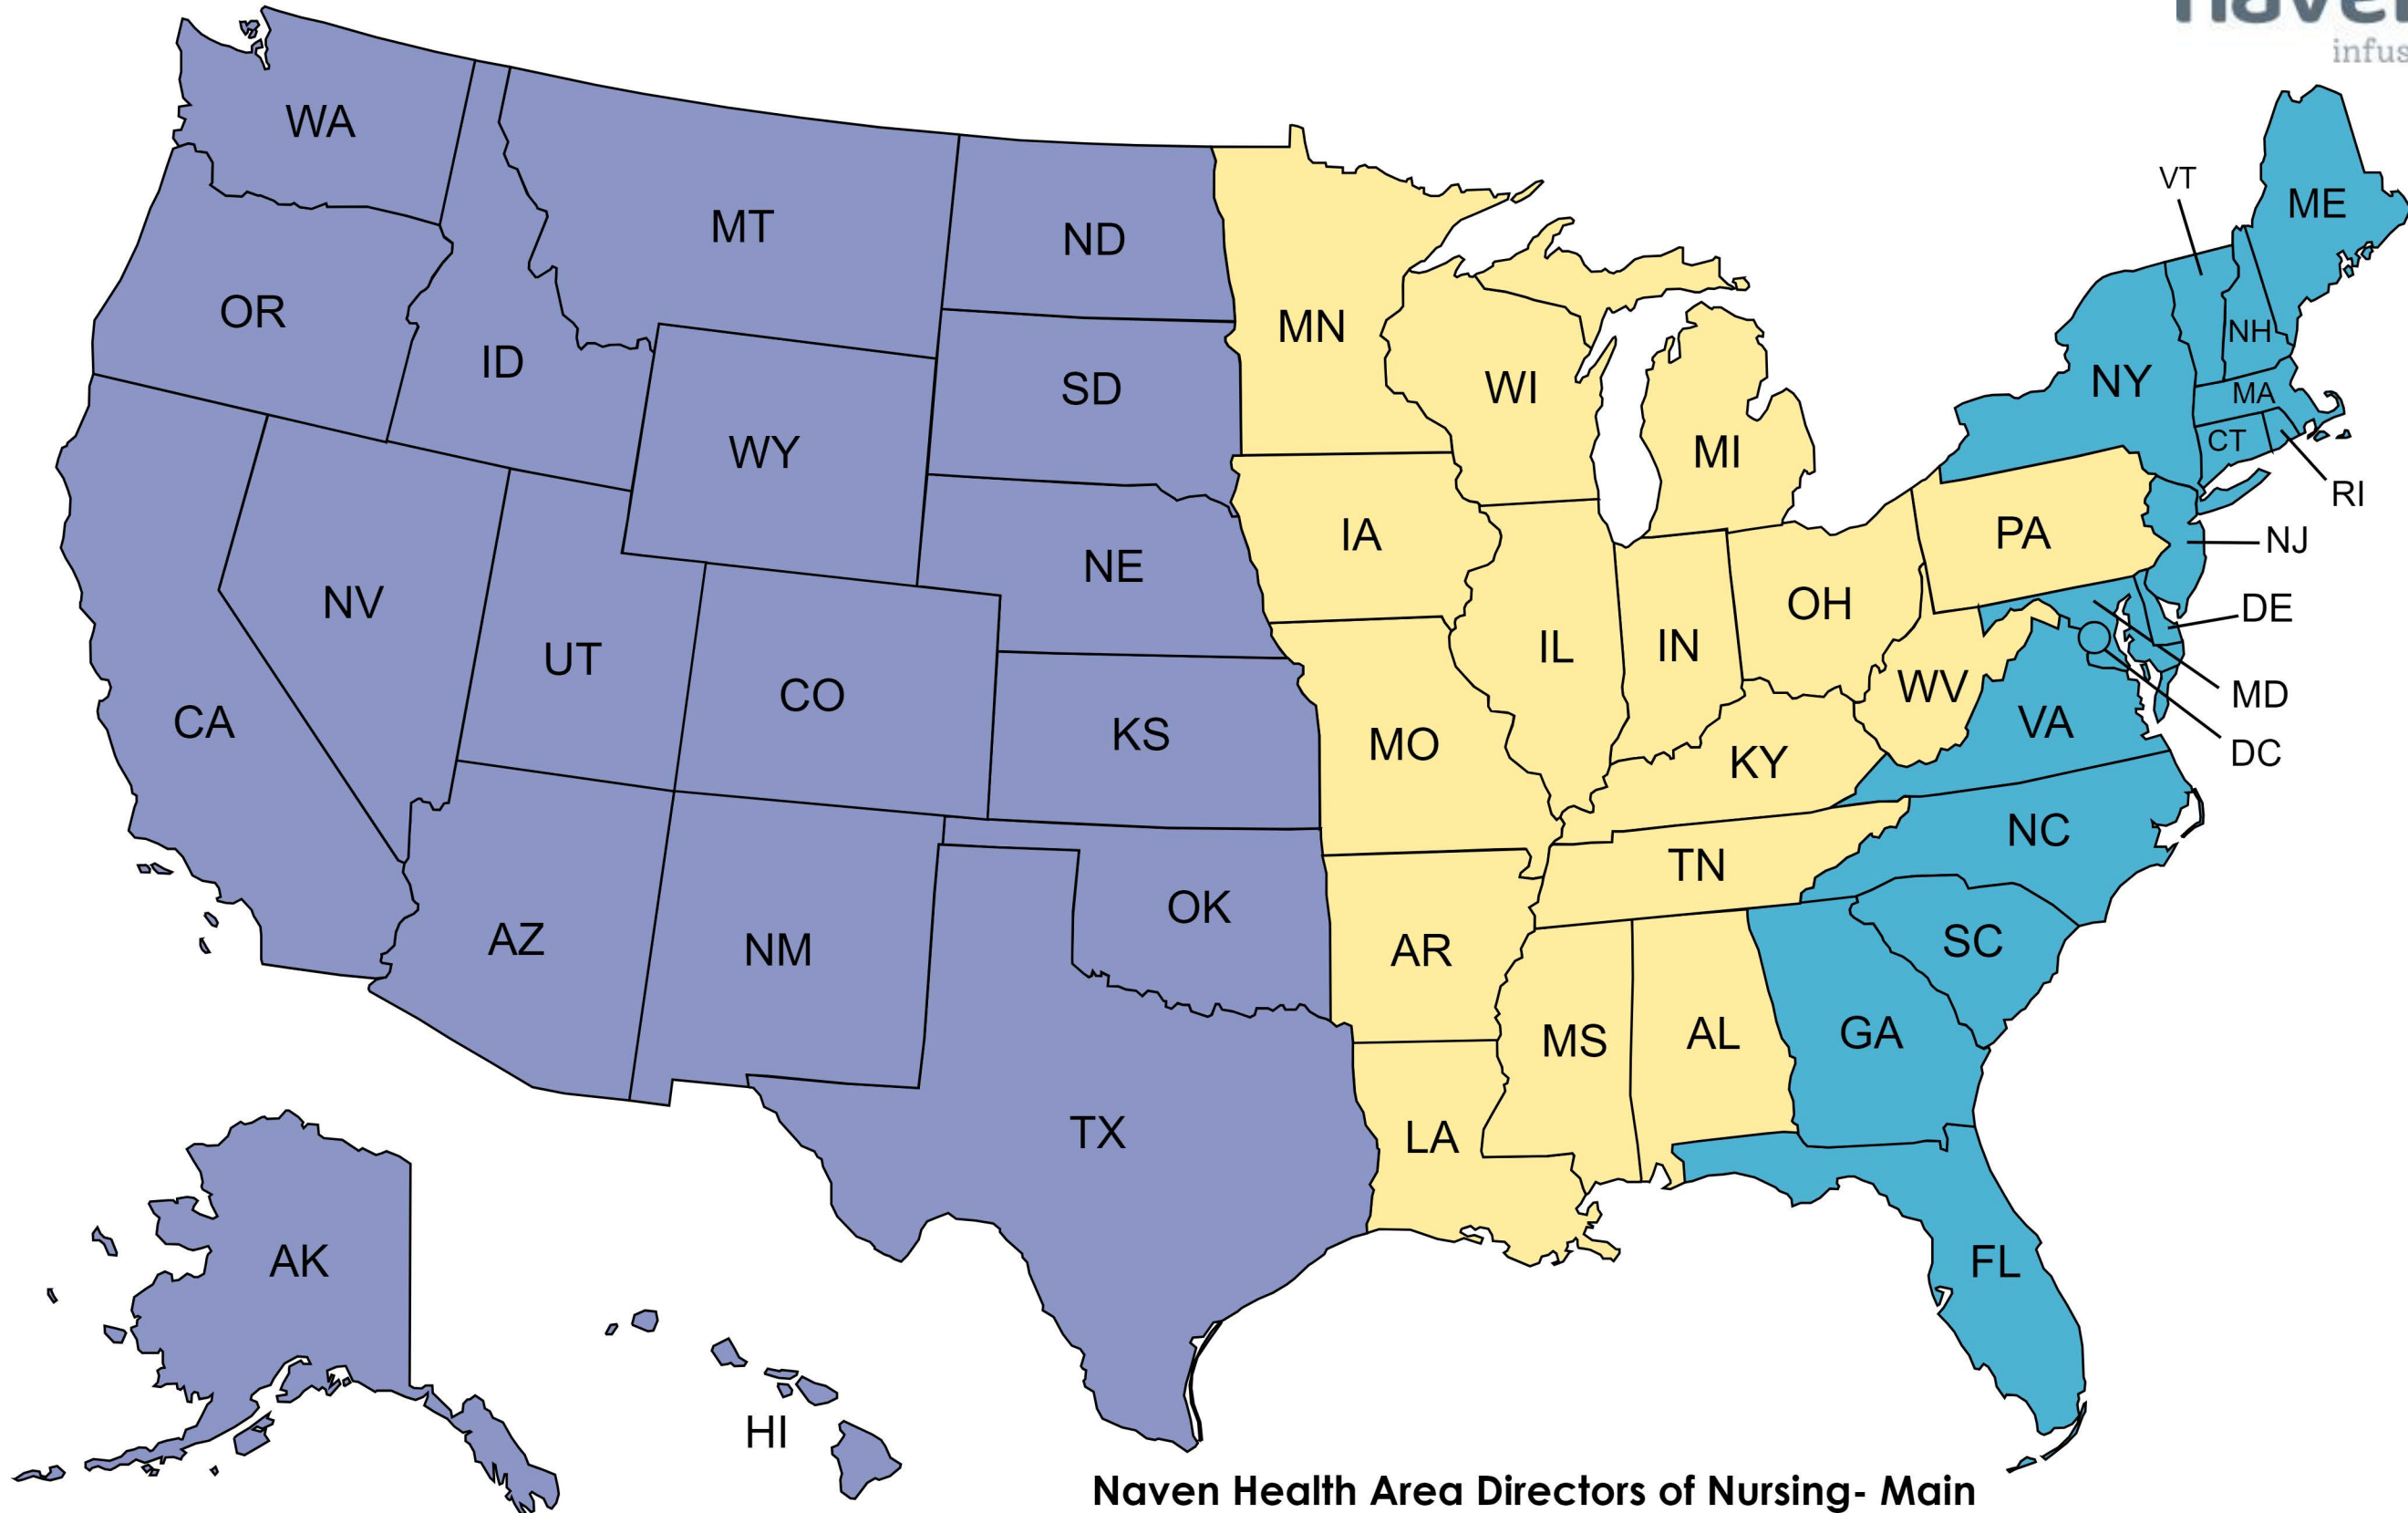 infus
WA
MT
ND
VT
ME
OR
ID
SD
MN
WI
NH
NY
MA
CT
RI
WY
MI
NE
IA
PA
NJ
NV
UT
CO
OH
DE
IL
IN
WV
MD
CA
KS
MO
KY
VA
DC
NC
TN
AZ
NM
OK
AR
SC
MS
AL
GA
TX
LA
AK
FL
HI
Naven Health Area Directors of Nursing- Main